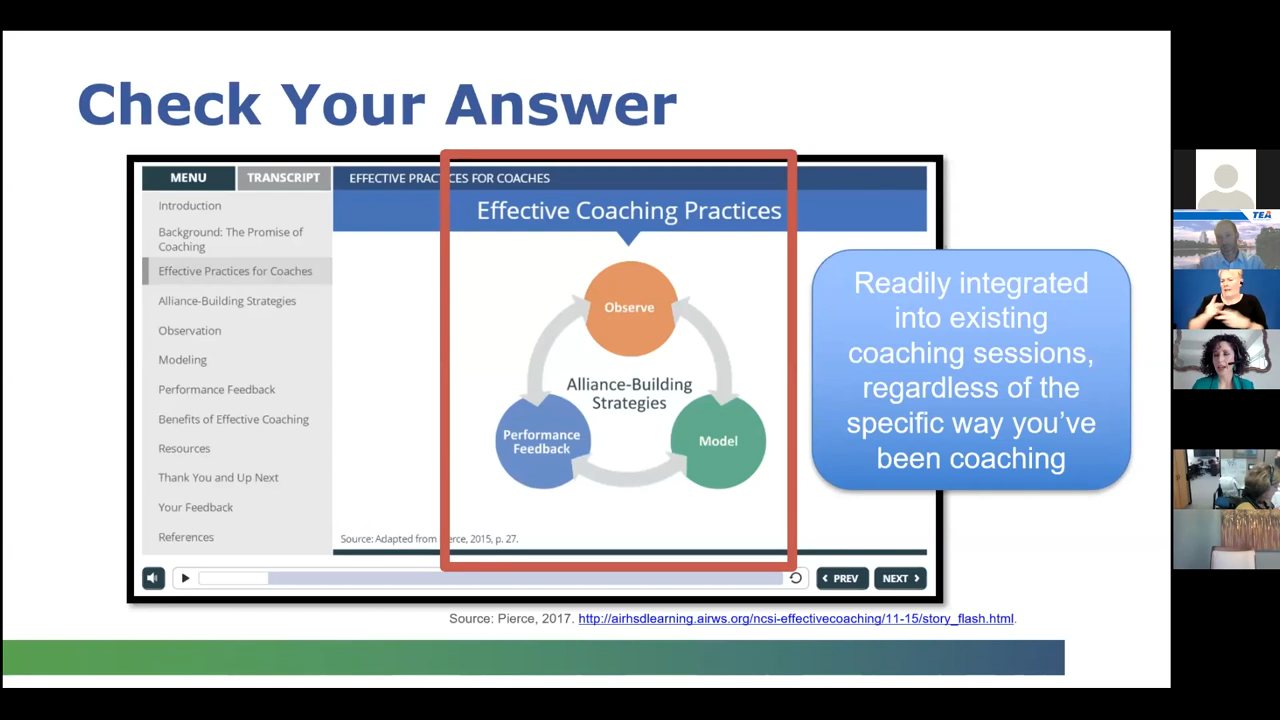 Check Your Answer
TEA
MENU
TRANSCRIPT
EFFECTIVE PRACTICES FOR COACHES
Introduction
Background: The Promise of
Coaching
Effective Practices for Coaches
Alliance-Building Strategies
Observation
Modeling
Performance Feedback
Benefits of Effective Coaching
Resources
Thank You and Up Next
Your Feedback
References
Effective Coaching Practices
Observe
Alliance-Building
Strategies
Performance
Feedback
Model
Source: Adapted from Pierce, 2015, p. 27.
PREV
NEXT
Readily integrated
into existing
coaching sessions,
regardless of the
specific way you’ve
been coaching
Source: Pierce, 2017. http://airhsdlearning.airws.org/ncsi-effectivecoaching/11-15/story_flash.html.